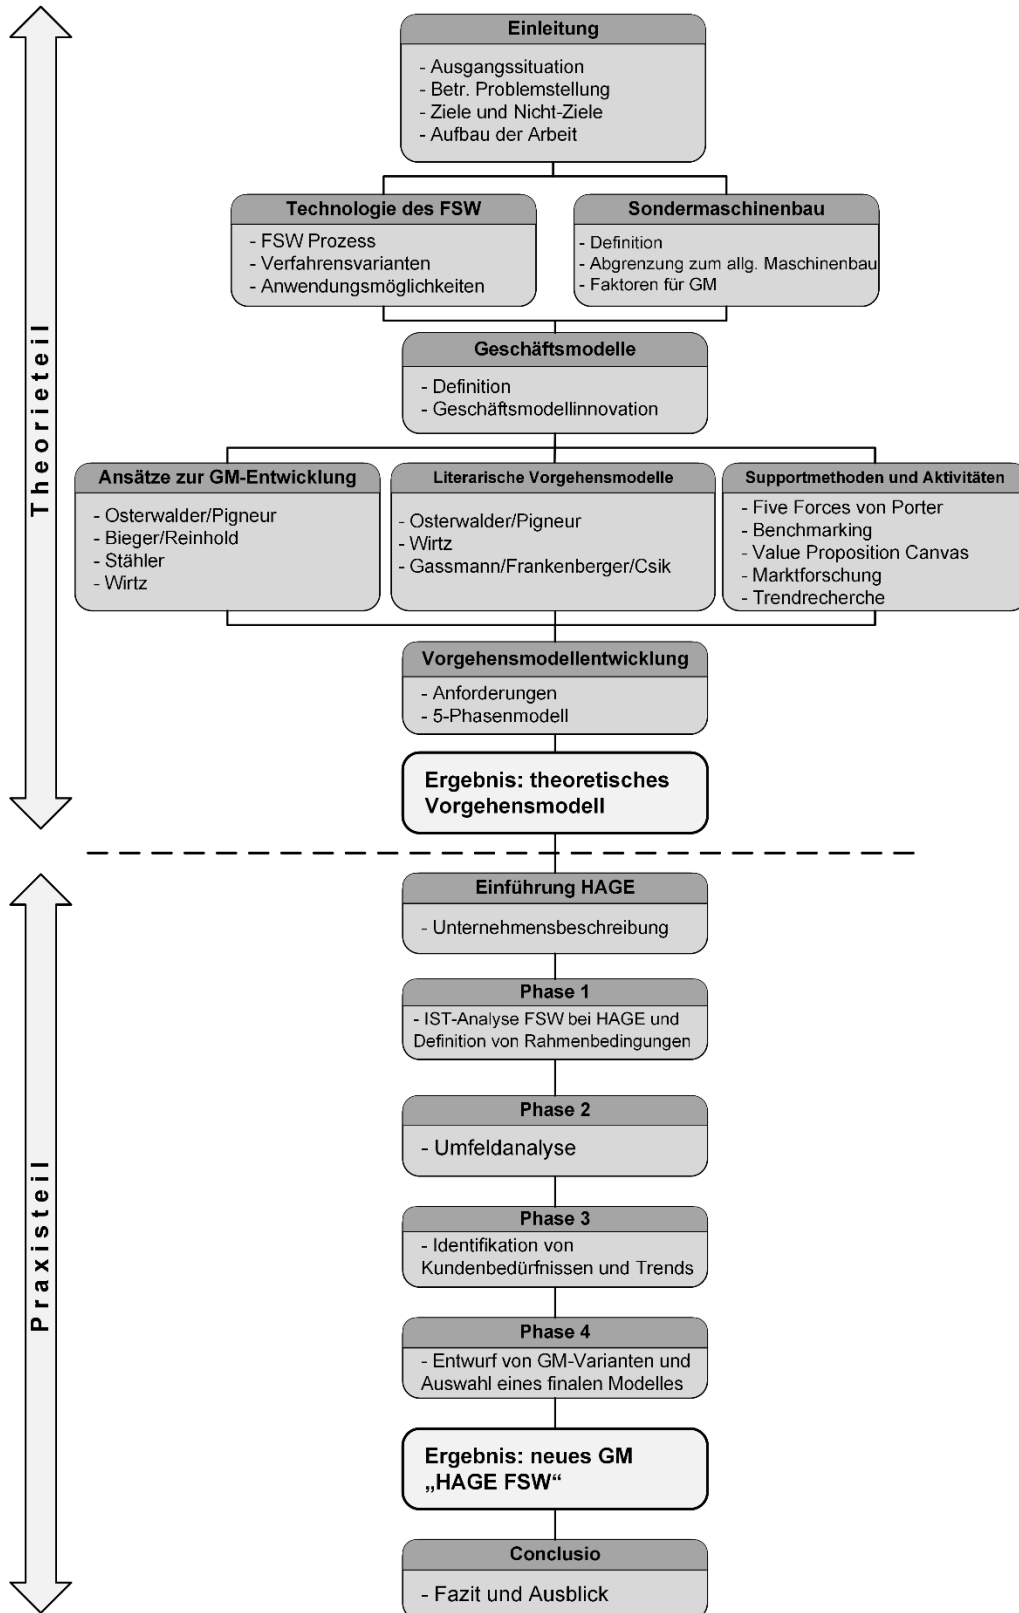 Theorieteil
Einleitung
- Ausgangssituation
- Betr. Problemstellung
- Ziele und Nicht-Ziele
- Aufbau der Arbeit
Technologie des FSW
- FSW Prozess
- Verfahrensvarianten
- Anwendungsmöglichkeiten
Sondermaschinenbau
- Definition
- Abgrenzung zum allg. Maschinenbau
- Faktoren für GM
Geschäftsmodelle
- Definition
- Geschäftsmodellinnovation
Ansätze zur GM-Entwicklung
- Osterwalder/Pigneur
- Bieger/Reinhold
- Stähler
- Wirtz
Literarische Vorgehensmodelle
- Osterwalder/Pigneur
- Wirtz
- Gassmann/Frankenberger/Csik
Supportmethoden und Aktivitäten
- Five Forces von Porter
- Benchmarking
- Value Proposition Canvas
- Marktforschung
- Trendrecherche
Vorgehensmodellentwicklung
- Anforderungen
- 5-Phasenmodell
Ergebnis: theoretisches
Vorgehensmodell
Praxisteil
Einführung HAGE
- Unternehmensbeschreibung
Phase 1
- IST-Analyse FSW bei HAGE und
Definition von Rahmenbedingungen
Phase 2
- Umfeldanalyse
Phase 3
- Identifikation von
Kundenbedürfnissen und Trends
Phase 4
- Entwurf von GM-Varianten und
Auswahl eines finalen Modelles
Ergebnis: neues GM
„HAGE FSW“
Conclusio
- Fazit und Ausblick